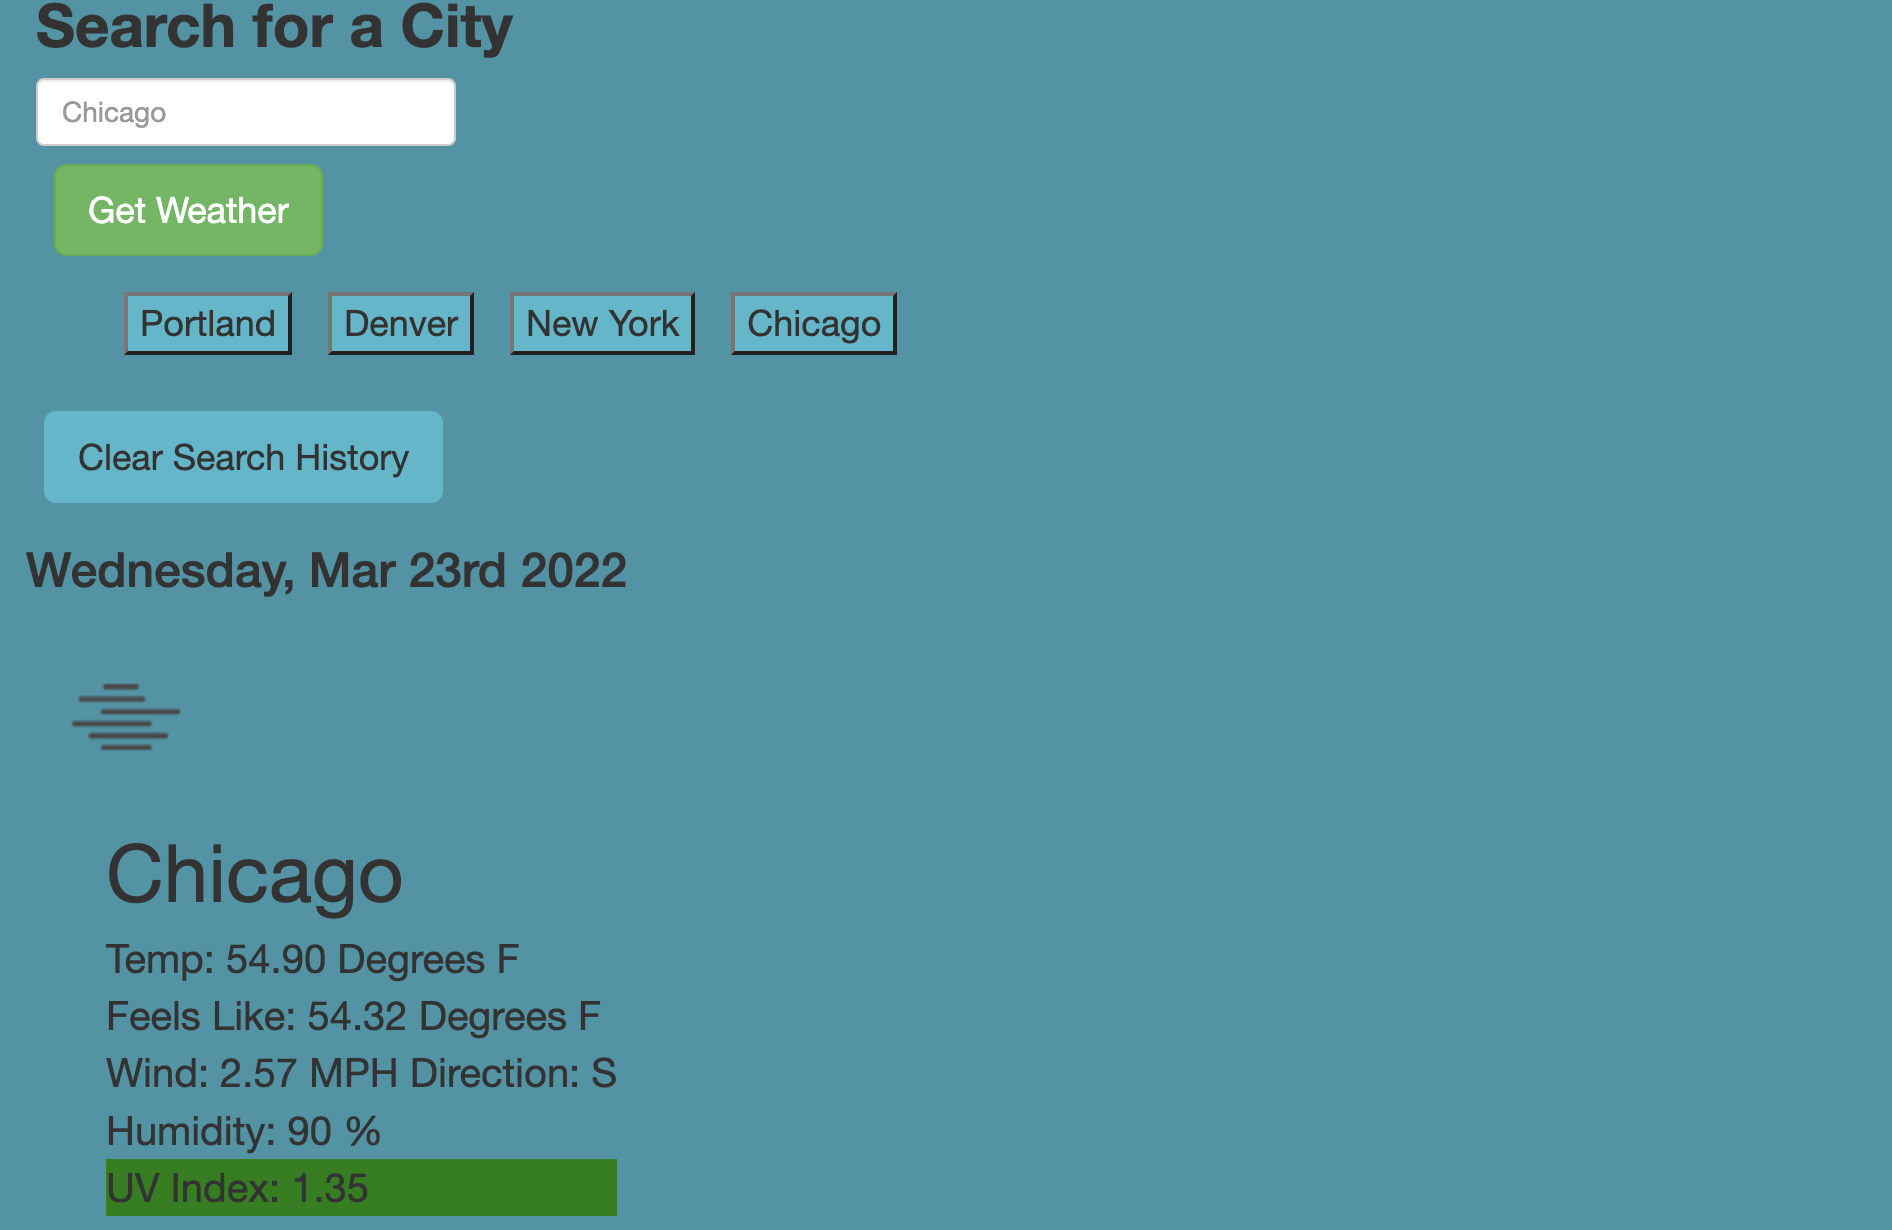 Search for a City
Chicago
Get Weather
Portland Denver New York Chicago
Clear Search History
Wednesday, Mar 23rd 2022
Chicago
Temp: 54.90 Degrees F
Feels Like: 54.32 Degrees F
Wind: 2.57 MPH Direction: S
Humidity: 90 %
UV Index: 1.35